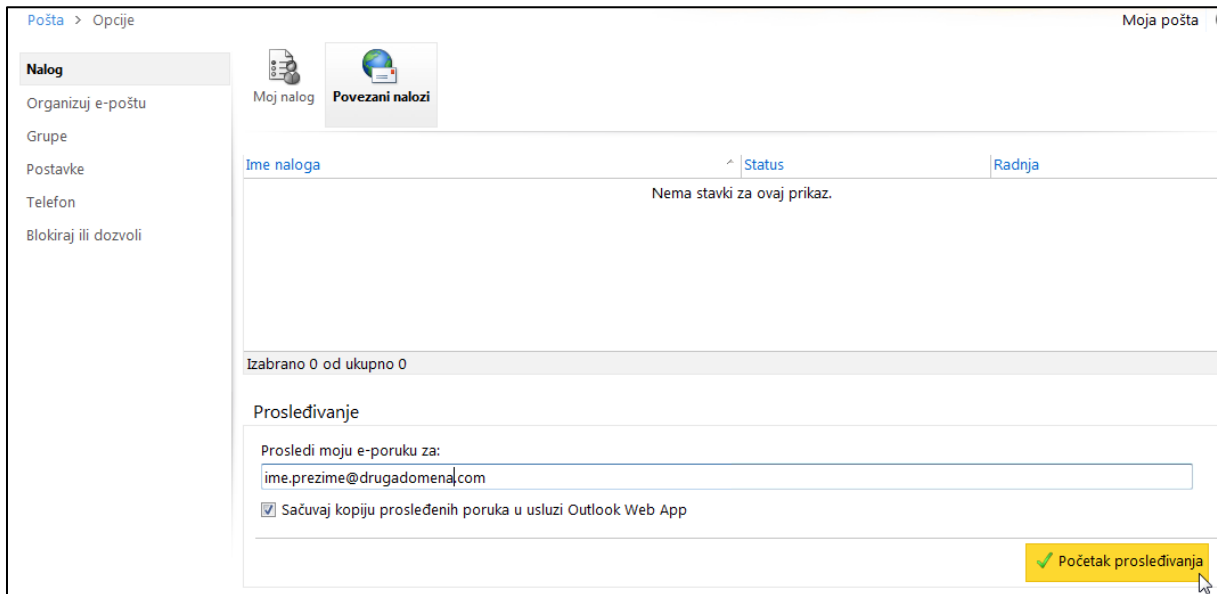 Pošta > Opcije
Moja pošta
Nalog
Organizuj e-poštu
Grupe
Postavke
Telefon
Blokiraj ili dozvoli
Moj nalog
Povezani nalozi
Ime naloga
Status
Radnja
Nema stavki za ovaj prikaz.
Izabrano 0 od ukupno 0
Prosleđivanje
Prosledi moju e-poruku za:
ime.prezime@drugadomena.com
Sačuvaj kopiju prosleđenih poruka u usluzi Outlook Web App
Početak prosleđivanja